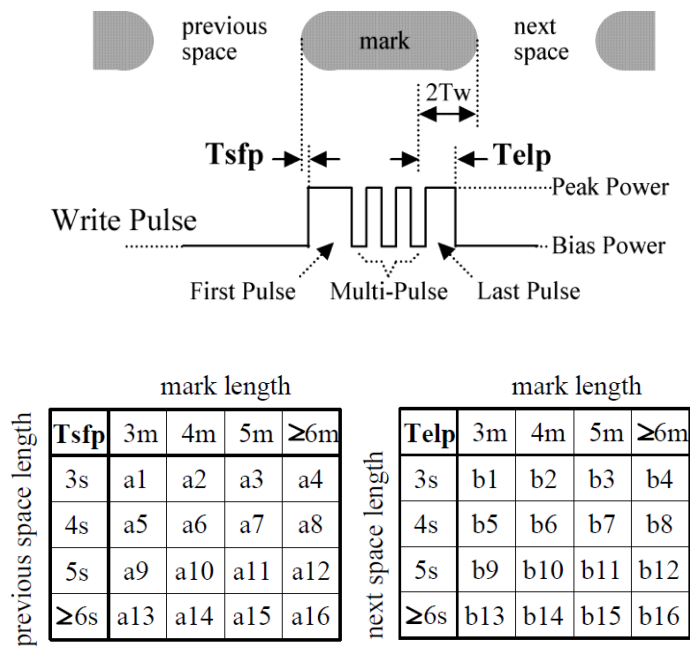 previous space
mark
next space
2Tw
Tsfp
Telp
Write Pulse
Peak Power
Bias Power
First Pulse
Multi-Pulse
Last Pulse
mark length
previous space length
Tsfp 3m 4m 5m ≥6m
3s a1 a2 a3 a4
4s a5 a6 a7 a8
5s a9 a10 a11 a12
≥6s a13 a14 a15 a16
mark length
next space length
Telp 3m 4m 5m ≥6m
3s b1 b2 b3 b4
4s b5 b6 b7 b8
5s b9 b10 b11 b12
≥6s b13 b14 b15 b16